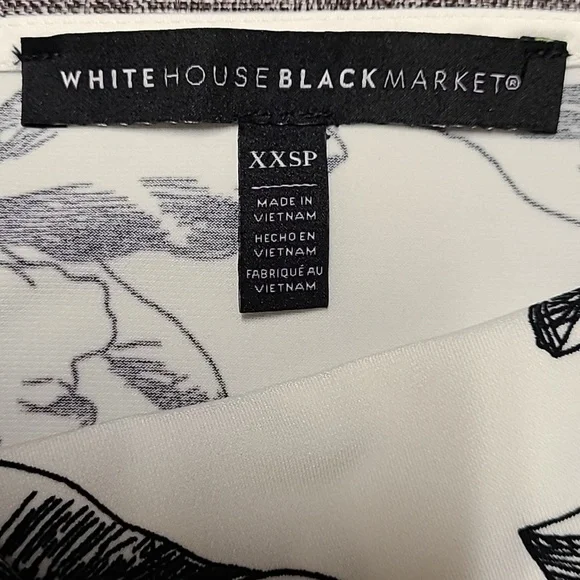 WHITE HOUSE BLACK MARKET®
XXSP
MADE IN
VIETNAM
HECHO EN
VIETNAM
FABRIQUÉ AU
VIETNAM